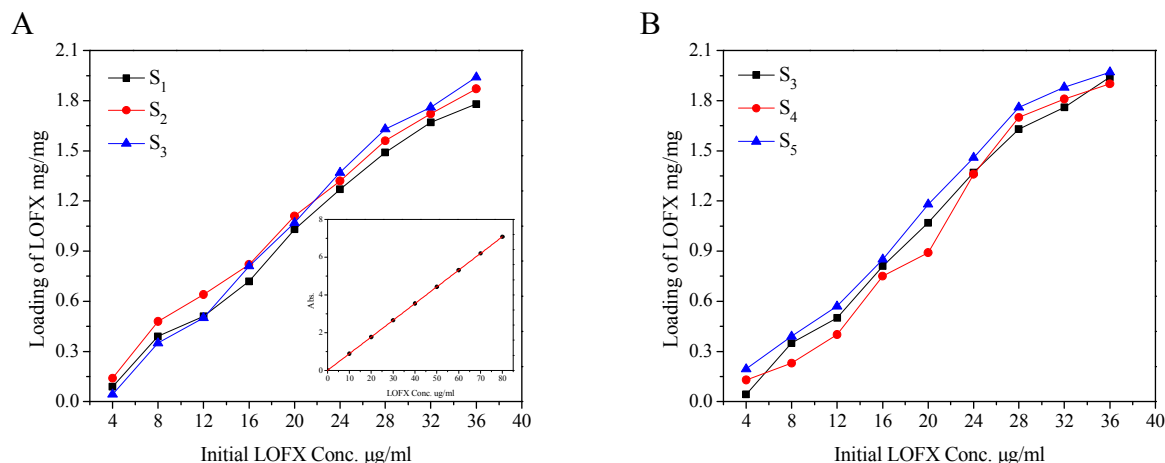 A
Loading of LOFX mg/mg
2.1
1.8
1.5
1.2
0.9
0.6
0.3
0.0
S1
S2
S3
Abs.
8
6
4
2
0
0 10 20 30 40 50 60 70 80
LOFX Conc. ug/ml
4 8 12 16 20 24 28 32 36 40
Initial LOFX Conc. μg/ml
B
Loading of LOFX mg/mg
2.1
1.8
1.5
1.2
0.9
0.6
0.3
0.0
S3
S4
S5
4 8 12 16 20 24 28 32 36 40
Initial LOFX Conc. μg/ml